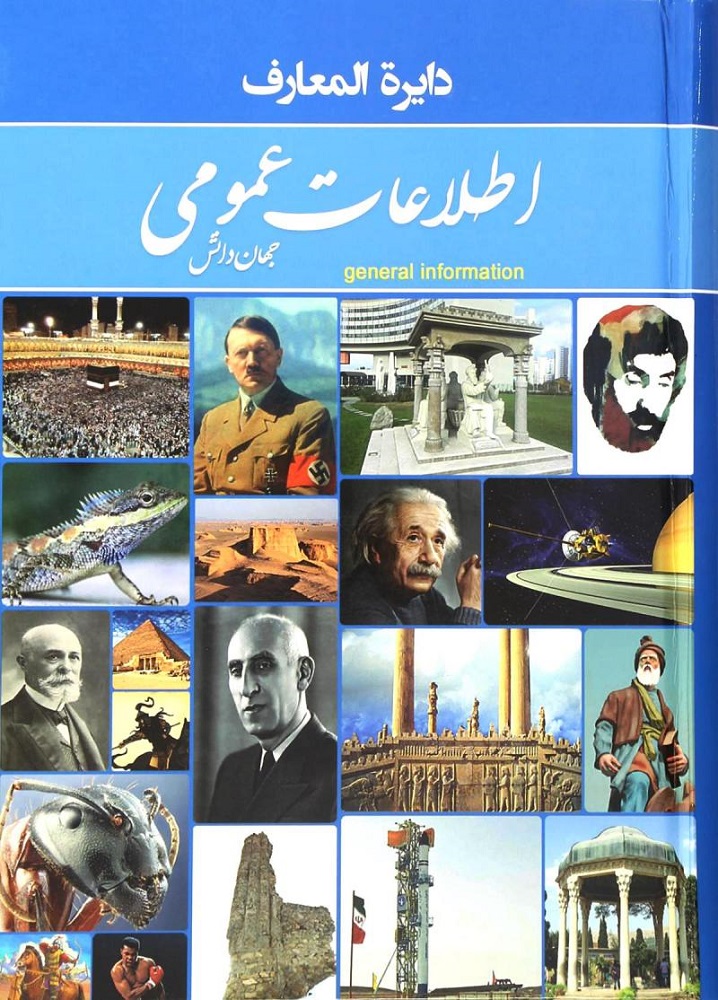 دایرة المعارف
اطلاعات عمومی
جهان دانش
general information